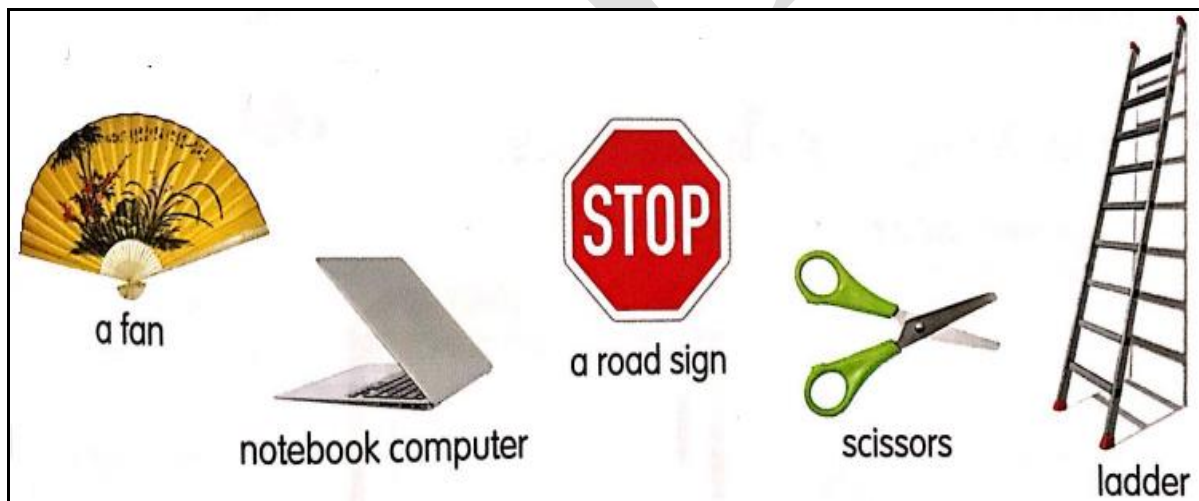 a fan
notebook computer
STOP
a road sign
scissors
ladder